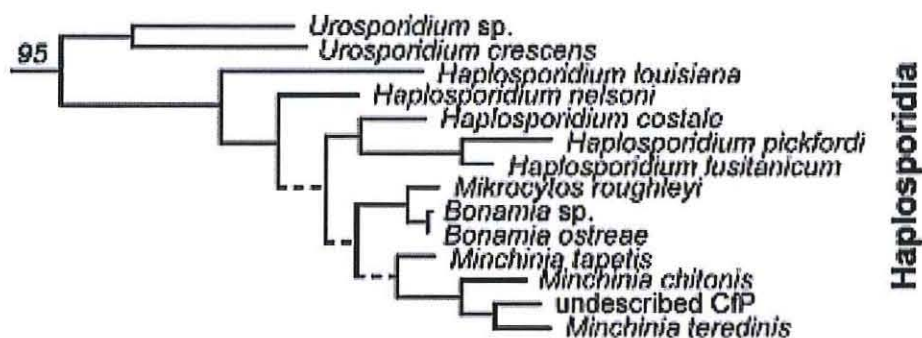 Urosporidium sp.
95
Urosporidium crescens
Haplosporidium louisiana
Haplosporidium nelsoni
Haplosporidium costale
Haplosporidium pickfordi
Haplosporidium lusitanicum
Mikrocylos roughleyi
Bonamia sp.
Bonamia ostreae
Minchinia tapetis
Minchinia chitonis
undescribed CfP
Minchinia teredinis
Haplosporidia